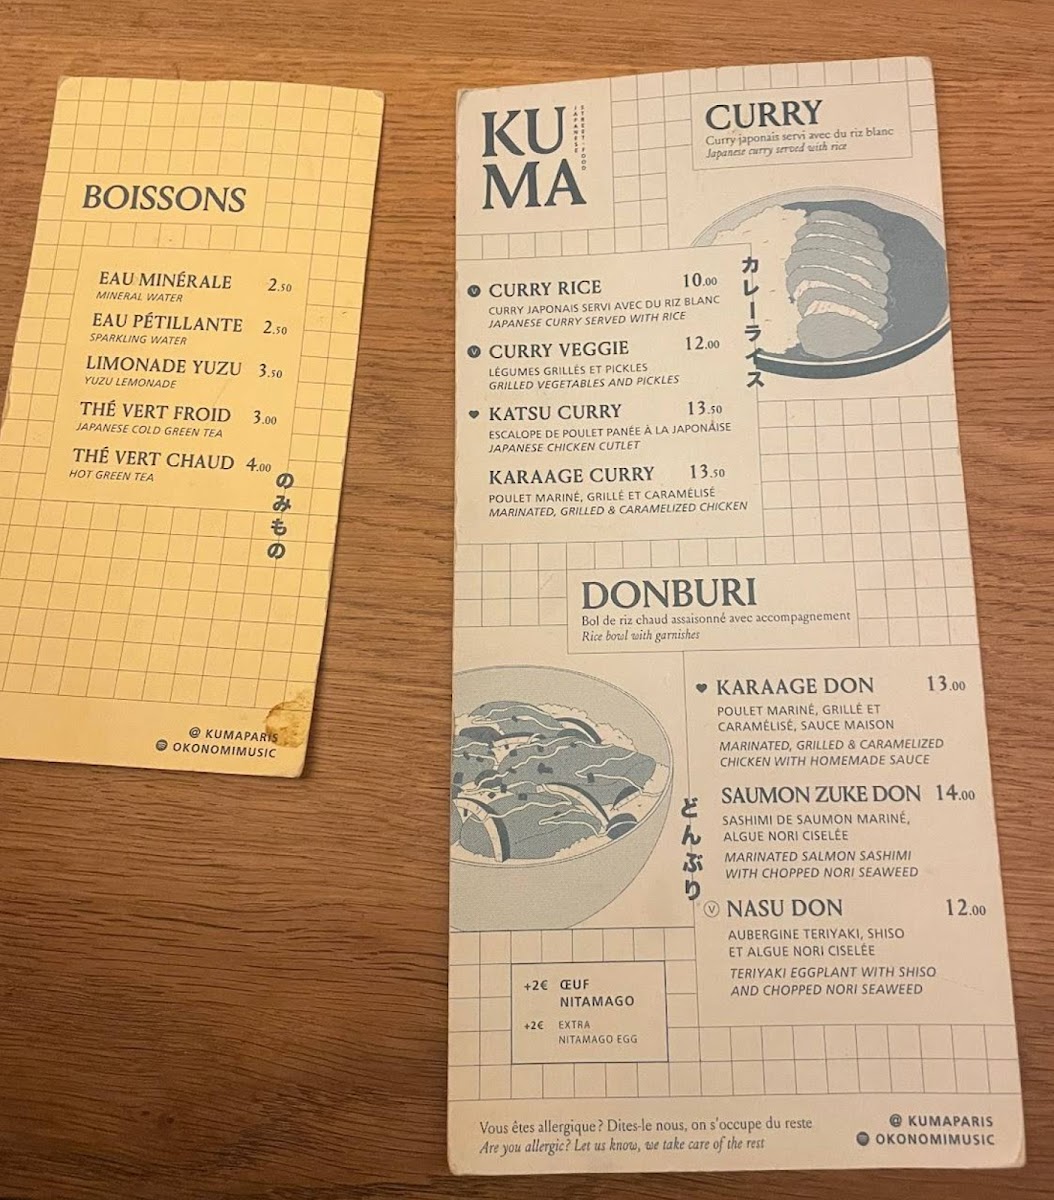 BOISSONS
EAU MINÉRALE 2.50
MINERAL WATER
EAU PÉTILLANTE 2.50
SPARKLING WATER
LIMONADE YUZU 3.50
YUZU LEMONADE
THÉ VERT FROID 3.00
JAPANESE COLD GREEN TEA
THÉ VERT CHAUD 4.00
HOT GREEN TEA
のみもの
@ KUMAPARIS
OKONOMIMUSIC
KU
MA
JAPANESE
STREET-FOOD
CURRY
Curry japonais servi avec du riz blanc
Japanese curry served with rice
V CURRY RICE 10.00
CURRY JAPONAIS SERVI AVEC DU RIZ BLANC
JAPANESE CURRY SERVED WITH RICE
V CURRY VEGGIE 12.00
LÉGUMES GRILLÉS ET PICKLES
GRILLED VEGETABLES AND PICKLES
♥ KATSU CURRY 13.50
ESCALOPE DE POULET PANÉE À LA JAPONAISE
JAPANESE CHICKEN CUTLET
KARAAGE CURRY 13.50
POULET MARINÉ, GRILLÉ ET CARAMÉLISÉ
MARINATED, GRILLED & CARAMELIZED CHICKEN
カレーライス
DONBURI
Bol de riz chaud assaisonné avec accompagnement
Rice bowl with garnishes
♥ KARAAGE DON 13.00
POULET MARINÉ, GRILLÉ ET
CARAMÉLISÉ, SAUCE MAISON
MARINATED, GRILLED & CARAMELIZED
CHICKEN WITH HOMEMADE SAUCE
SAUMON ZUKE DON 14.00
SASHIMI DE SAUMON MARINÉ,
ALGUE NORI CISELÉE
MARINATED SALMON SASHIMI
WITH CHOPPED NORI SEAWEED
V NASU DON 12.00
AUBERGINE TERIYAKI, SHISO
ET ALGUE NORI CISELÉE
TERIYAKI EGGPLANT WITH SHISO
AND CHOPPED NORI SEAWEED
どんぶり
+2€ ŒUF
NITAMAGO
+2€ EXTRA
NITAMAGO EGG
Vous êtes allergique? Dites-le nous, on s'occupe du reste
Are you allergic? Let us know, we take care of the rest
@ KUMAPARIS
OKONOMIMUSIC